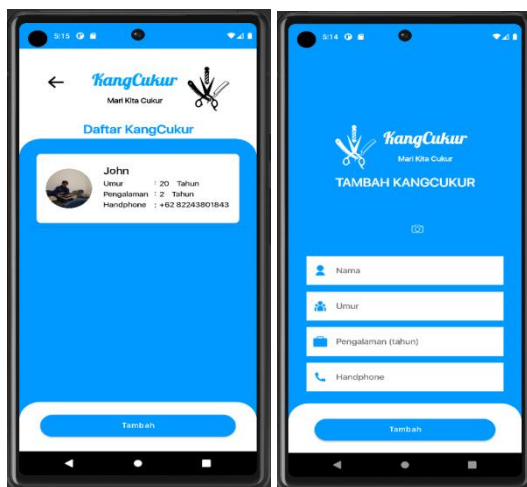 5:15
KangCukur
Mari Kita Cukur
Daftar KangCukur
John
Umur : 20 Tahun
Pengalaman : 2 Tahun
Handphone : +62 82243801843
Tambah
5:14
KangCukur
Mari Kita Cukur
TAMBAH KANGCUKUR
Nama
Umur
Pengalaman (tahun)
Handphone
Tambah